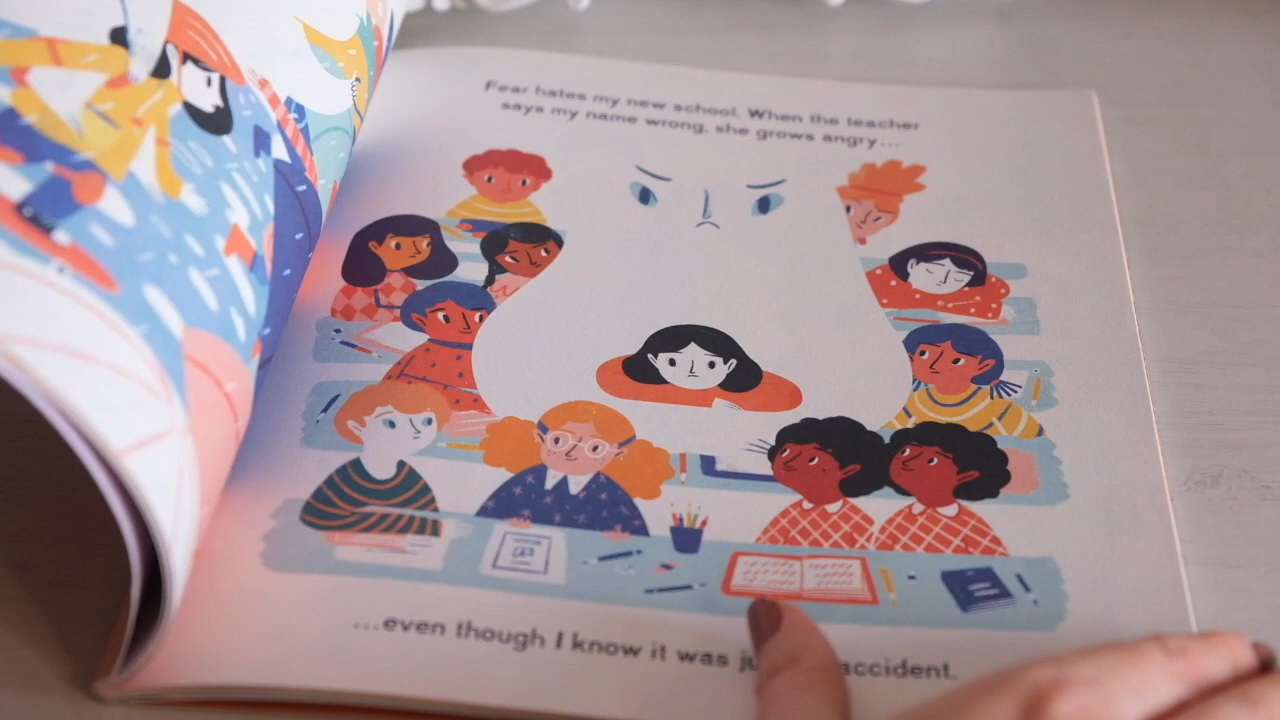 Fear hates my new school. When the teacher
says my name wrong, she grows angry...
...even though I know it was accident.